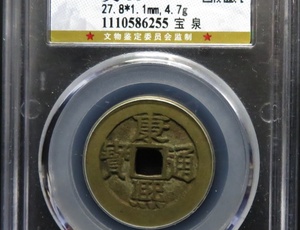 27.8*1.1mm,4.7g
1110586255 宝 泉
★ 文物鉴定委员会监制 ★
康熙通寶